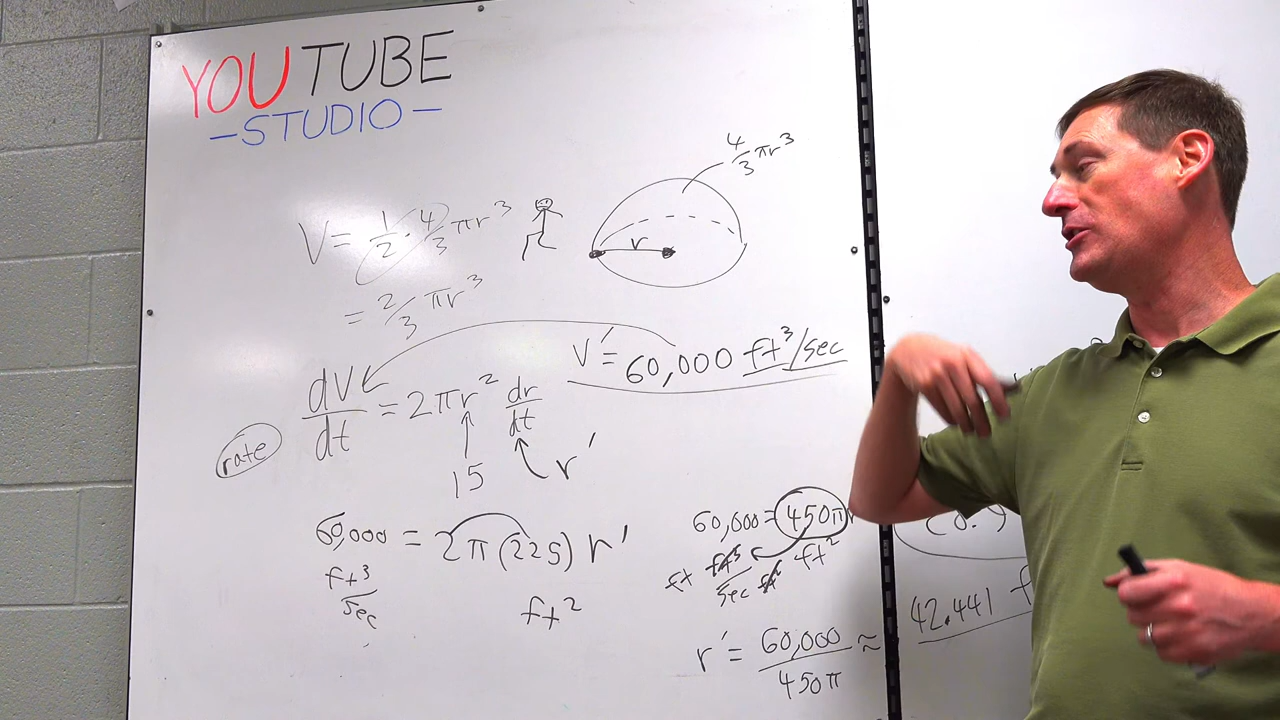 YOUTUBE
-STUDIO-
4/3 πr³
V = 1/2 · 4/3 πr³
= 2/3 πr³
r
V' = 60,000 ft³/sec
dV/dt = 2πr² dr/dt
rate
15
r'
60,000 = 2π(225) r'
ft³/sec
ft²
60,000 = 450π
ft ft³/sec ft² ft²
r' = 60,000/450π ≈
42.441 f